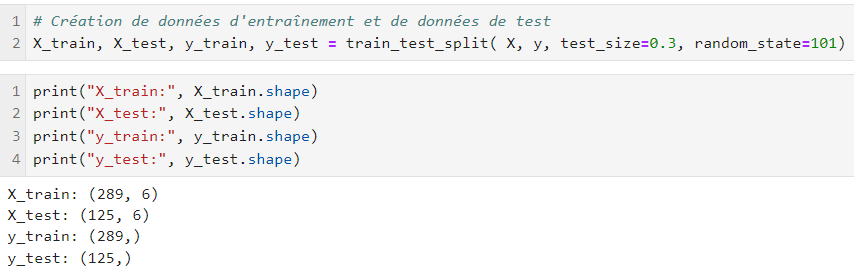 1 # Création de données d'entraînement et de données de test
2 X_train, X_test, y_train, y_test = train_test_split( X, y, test_size=0.3, random_state=101)
1 print("X_train:", X_train.shape)
2 print("X_test:", X_test.shape)
3 print("y_train:", y_train.shape)
4 print("y_test:", y_test.shape)
X_train: (289, 6)
X_test: (125, 6)
y_train: (289,)
y_test: (125,)